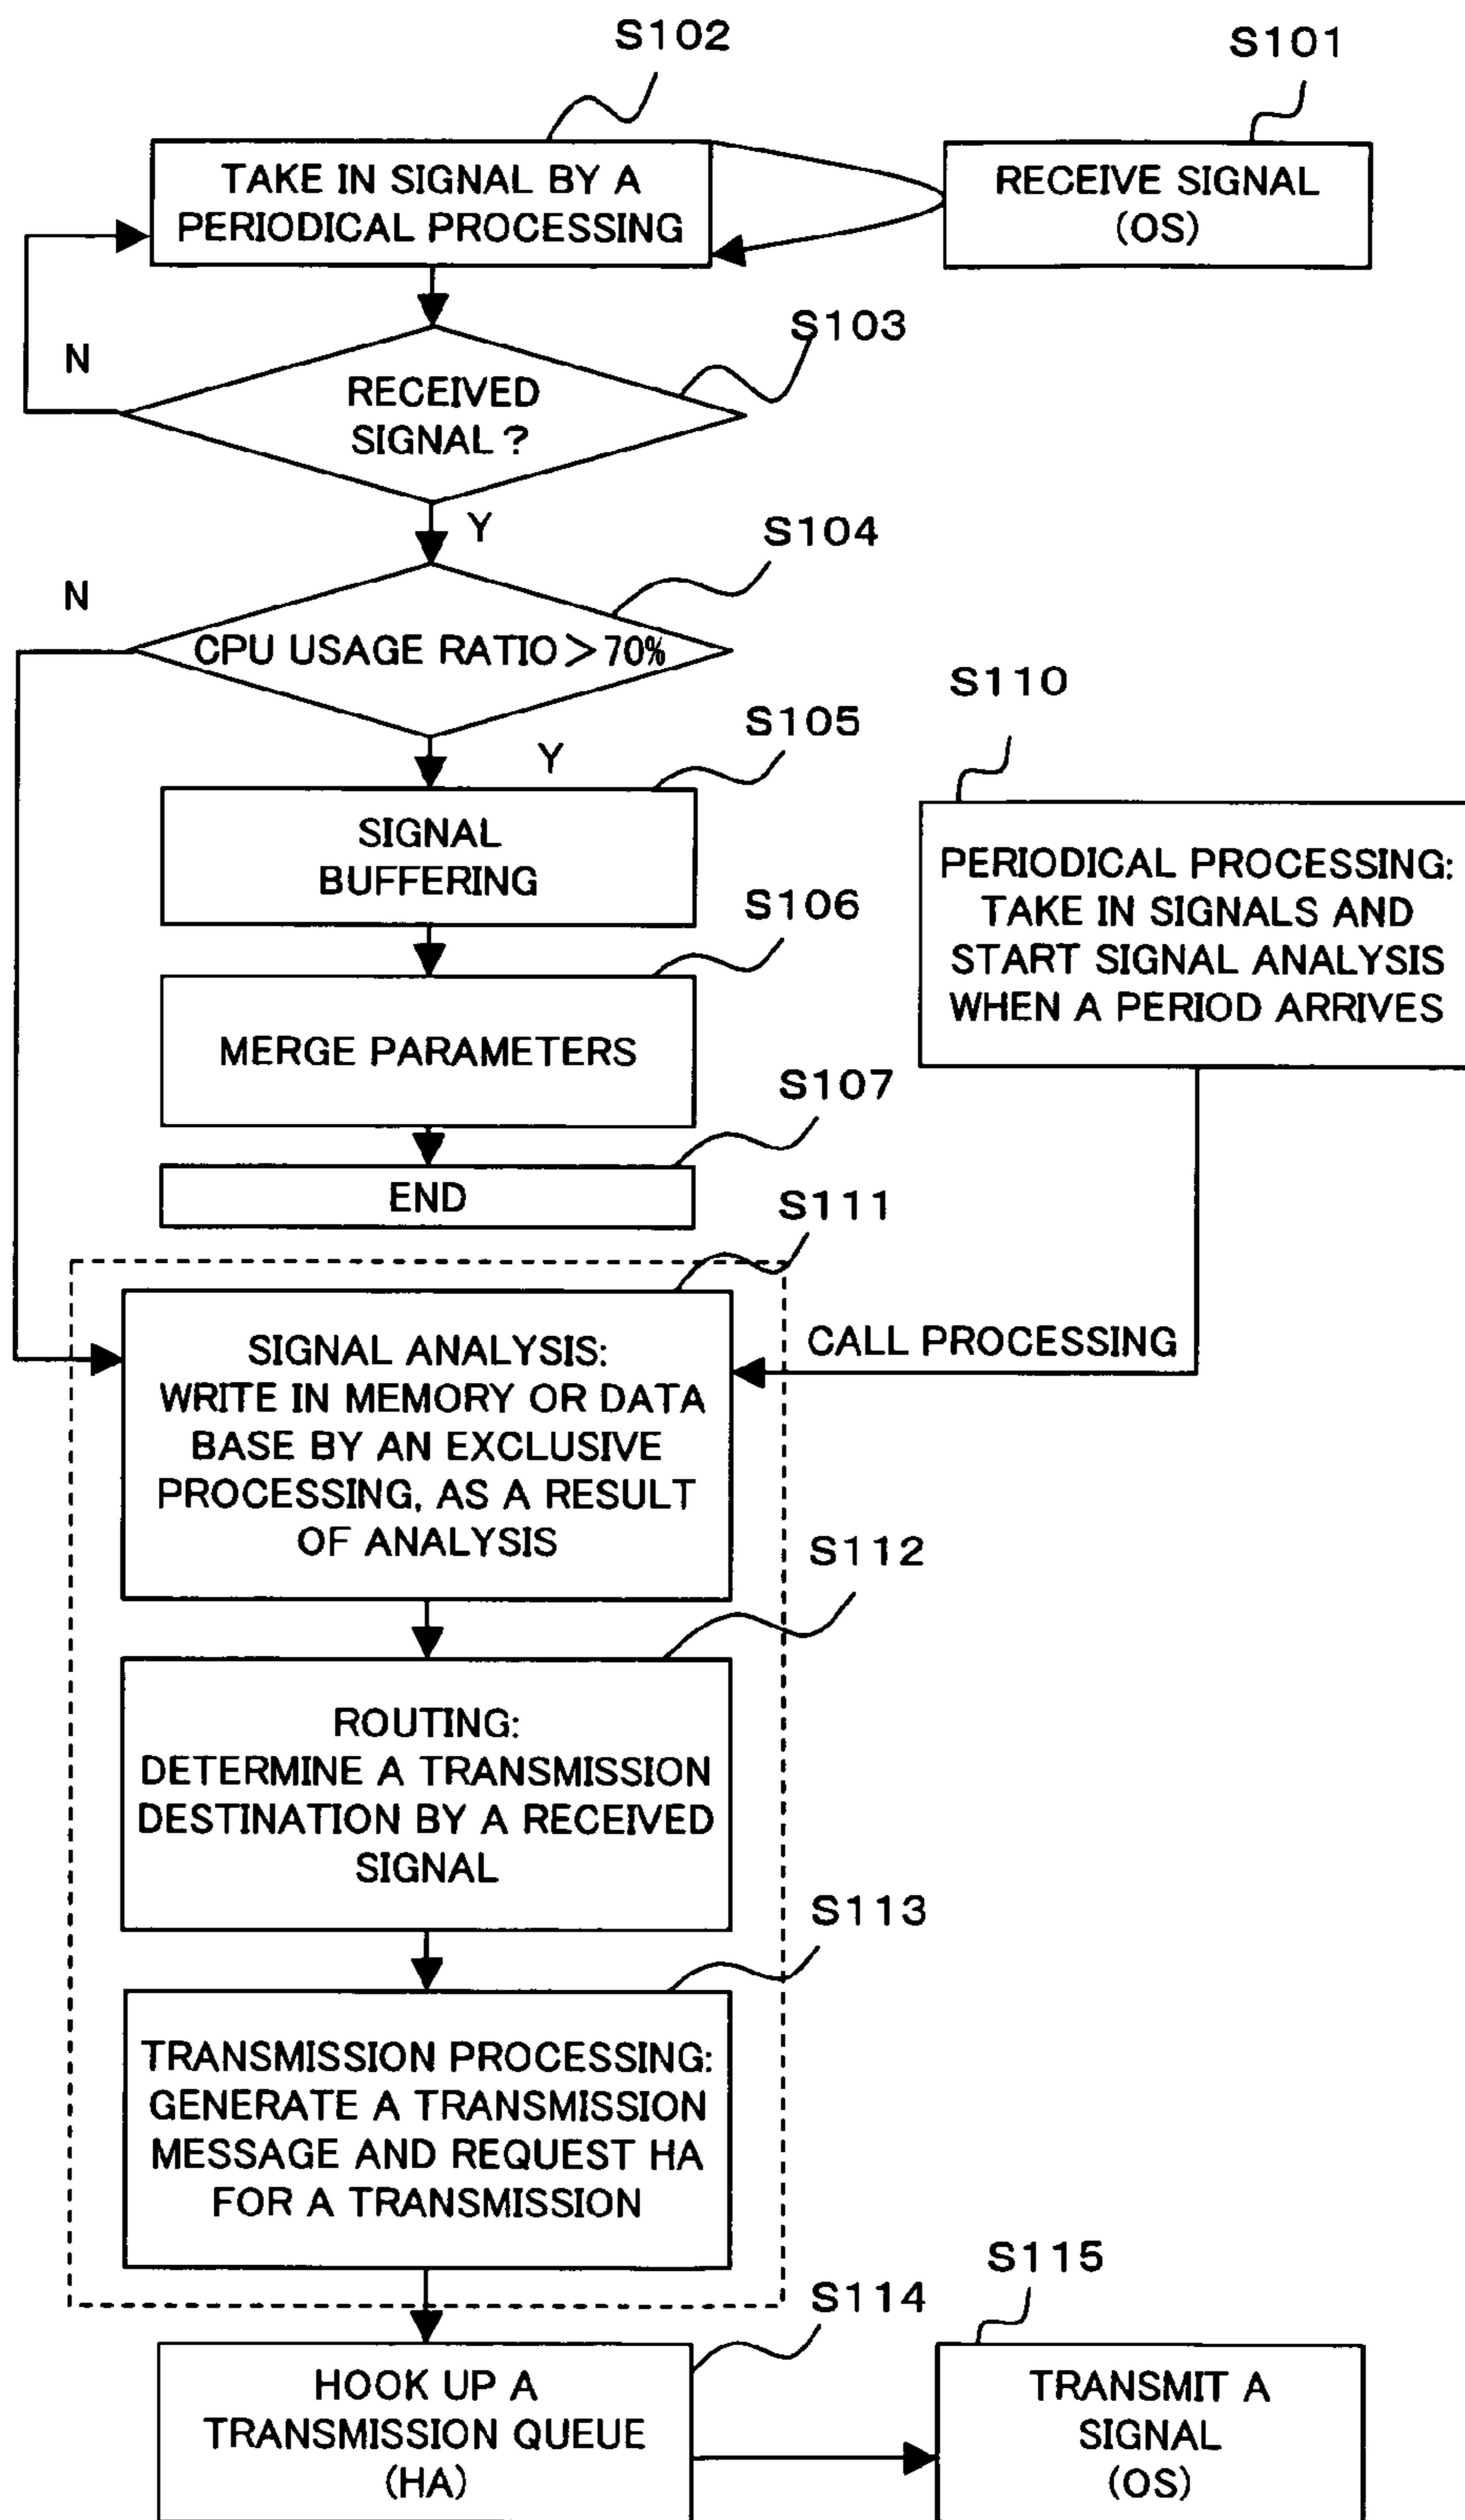 S102
S101
TAKE IN SIGNAL BY A
PERIODICAL PROCESSING
RECEIVE SIGNAL
(OS)
S103
N
RECEIVED
SIGNAL?
Y
S104
N
CPU USAGE RATIO > 70%
S110
S105
Y
SIGNAL
BUFFERING
PERIODICAL PROCESSING:
TAKE IN SIGNALS AND
START SIGNAL ANALYSIS
WHEN A PERIOD ARRIVES
S106
MERGE PARAMETERS
S107
END
S111
CALL PROCESSING
SIGNAL ANALYSIS:
WRITE IN MEMORY OR DATA
BASE BY AN EXCLUSIVE
PROCESSING, AS A RESULT
OF ANALYSIS
S112
ROUTING:
DETERMINE A TRANSMISSION
DESTINATION BY A RECEIVED
SIGNAL
S113
TRANSMISSION PROCESSING:
GENERATE A TRANSMISSION
MESSAGE AND REQUEST HA
FOR A TRANSMISSION
S115
S114
HOOK UP A
TRANSMISSION QUEUE
(HA)
TRANSMIT A
SIGNAL
(OS)